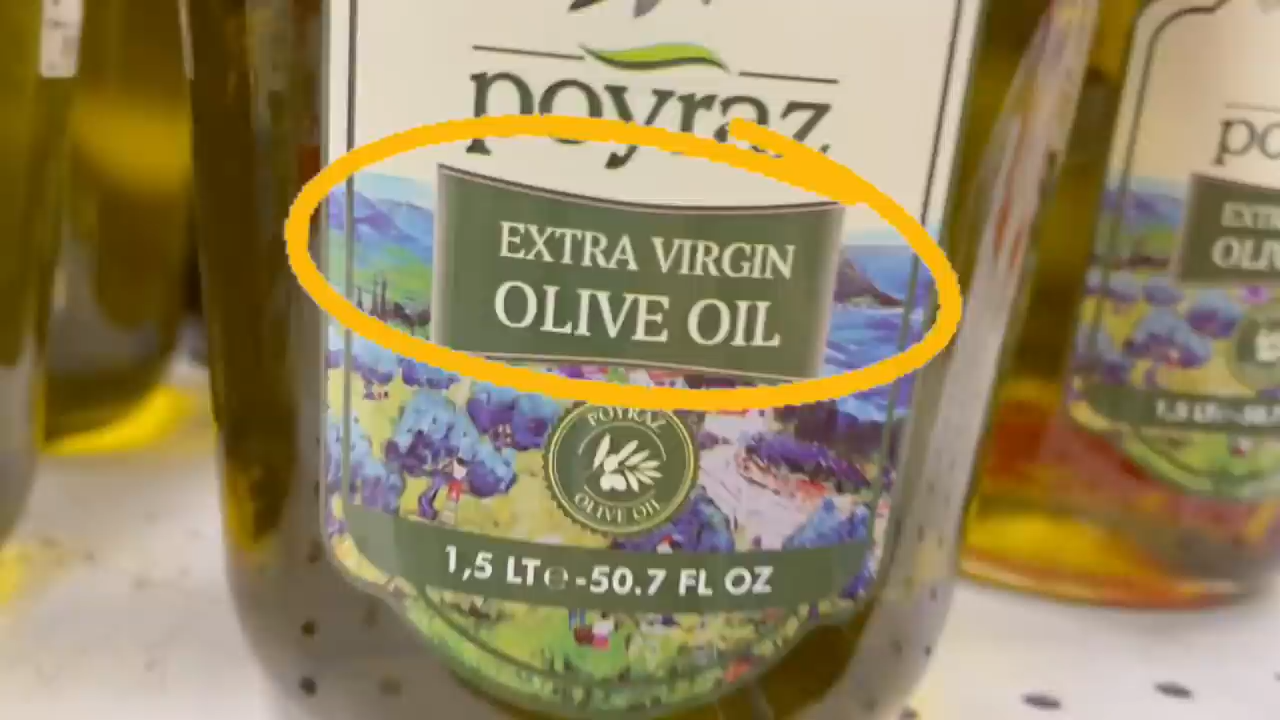 poyraz
EXTRA VIRGIN
OLIVE OIL
POYRAZ
OLIVE OIL
1,5 LT℮-50.7 FL OZ